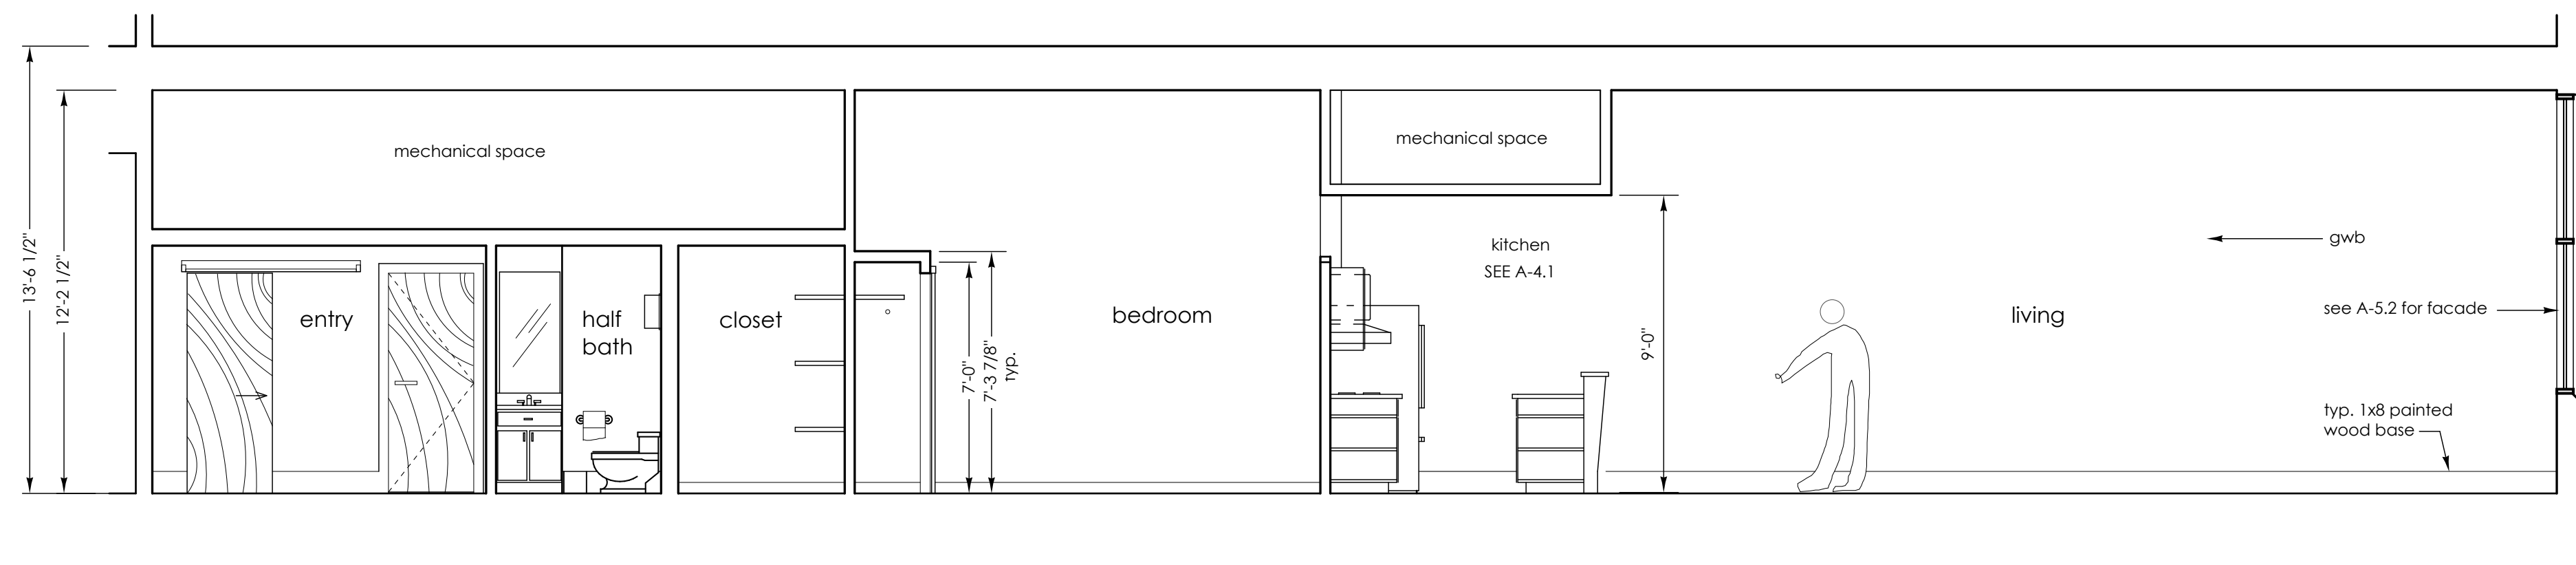 13'-6 1/2"
12'-2 1/2"
mechanical space
entry
half
bath
closet
7'-0"
7'-3 7/8"
typ.
bedroom
mechanical space
kitchen
SEE A-4.1
9'-0"
living
gwb
see A-5.2 for facade
typ. 1x8 painted
wood base